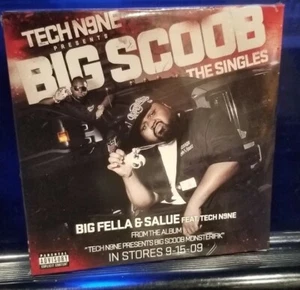 TECH N9NE
PRESENTS
BIG SCOOB
THE SINGLES
BIG FELLA & SALUE FEAT. TECH N9NE
FROM THE ALBUM
"TECH N9NE PRESENTS BIG SCOOB MONSTERIFIK"
IN STORES 9-15-09
PARENTAL
ADVISORY
EXPLICIT CONTENT